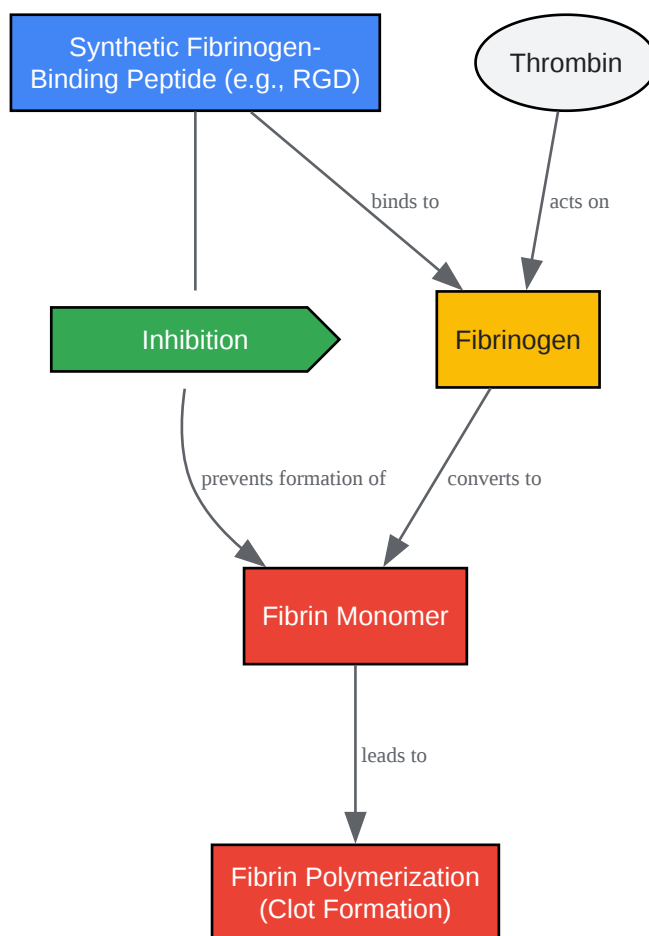 Synthetic Fibrinogen-
Binding Peptide (e.g., RGD)
Thrombin
binds to
acts on
Inhibition
Fibrinogen
prevents formation of
converts to
Fibrin Monomer
leads to
Fibrin Polymerization
(Clot Formation)